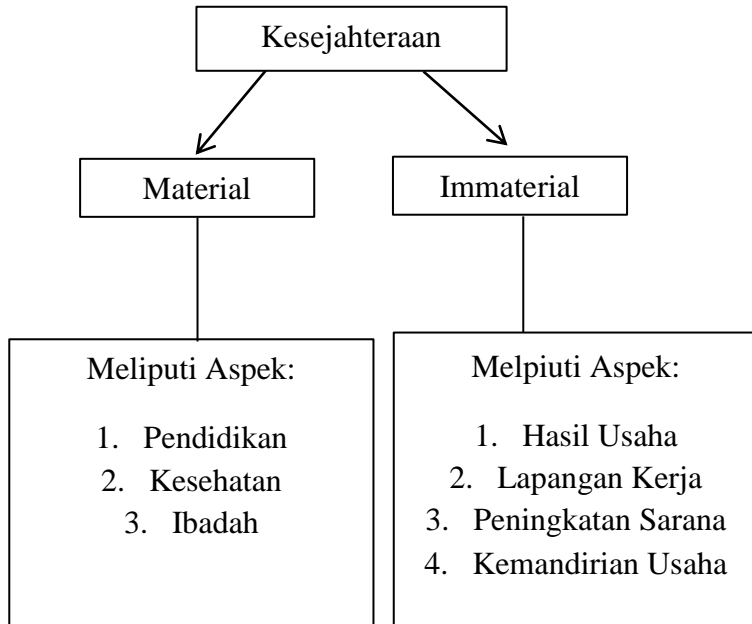 Kesejahteraan
Material
Immaterial
Meliputi Aspek:
1. Pendidikan
2. Kesehatan
3. Ibadah
Melpiuti Aspek:
1. Hasil Usaha
2. Lapangan Kerja
3. Peningkatan Sarana
4. Kemandirian Usaha